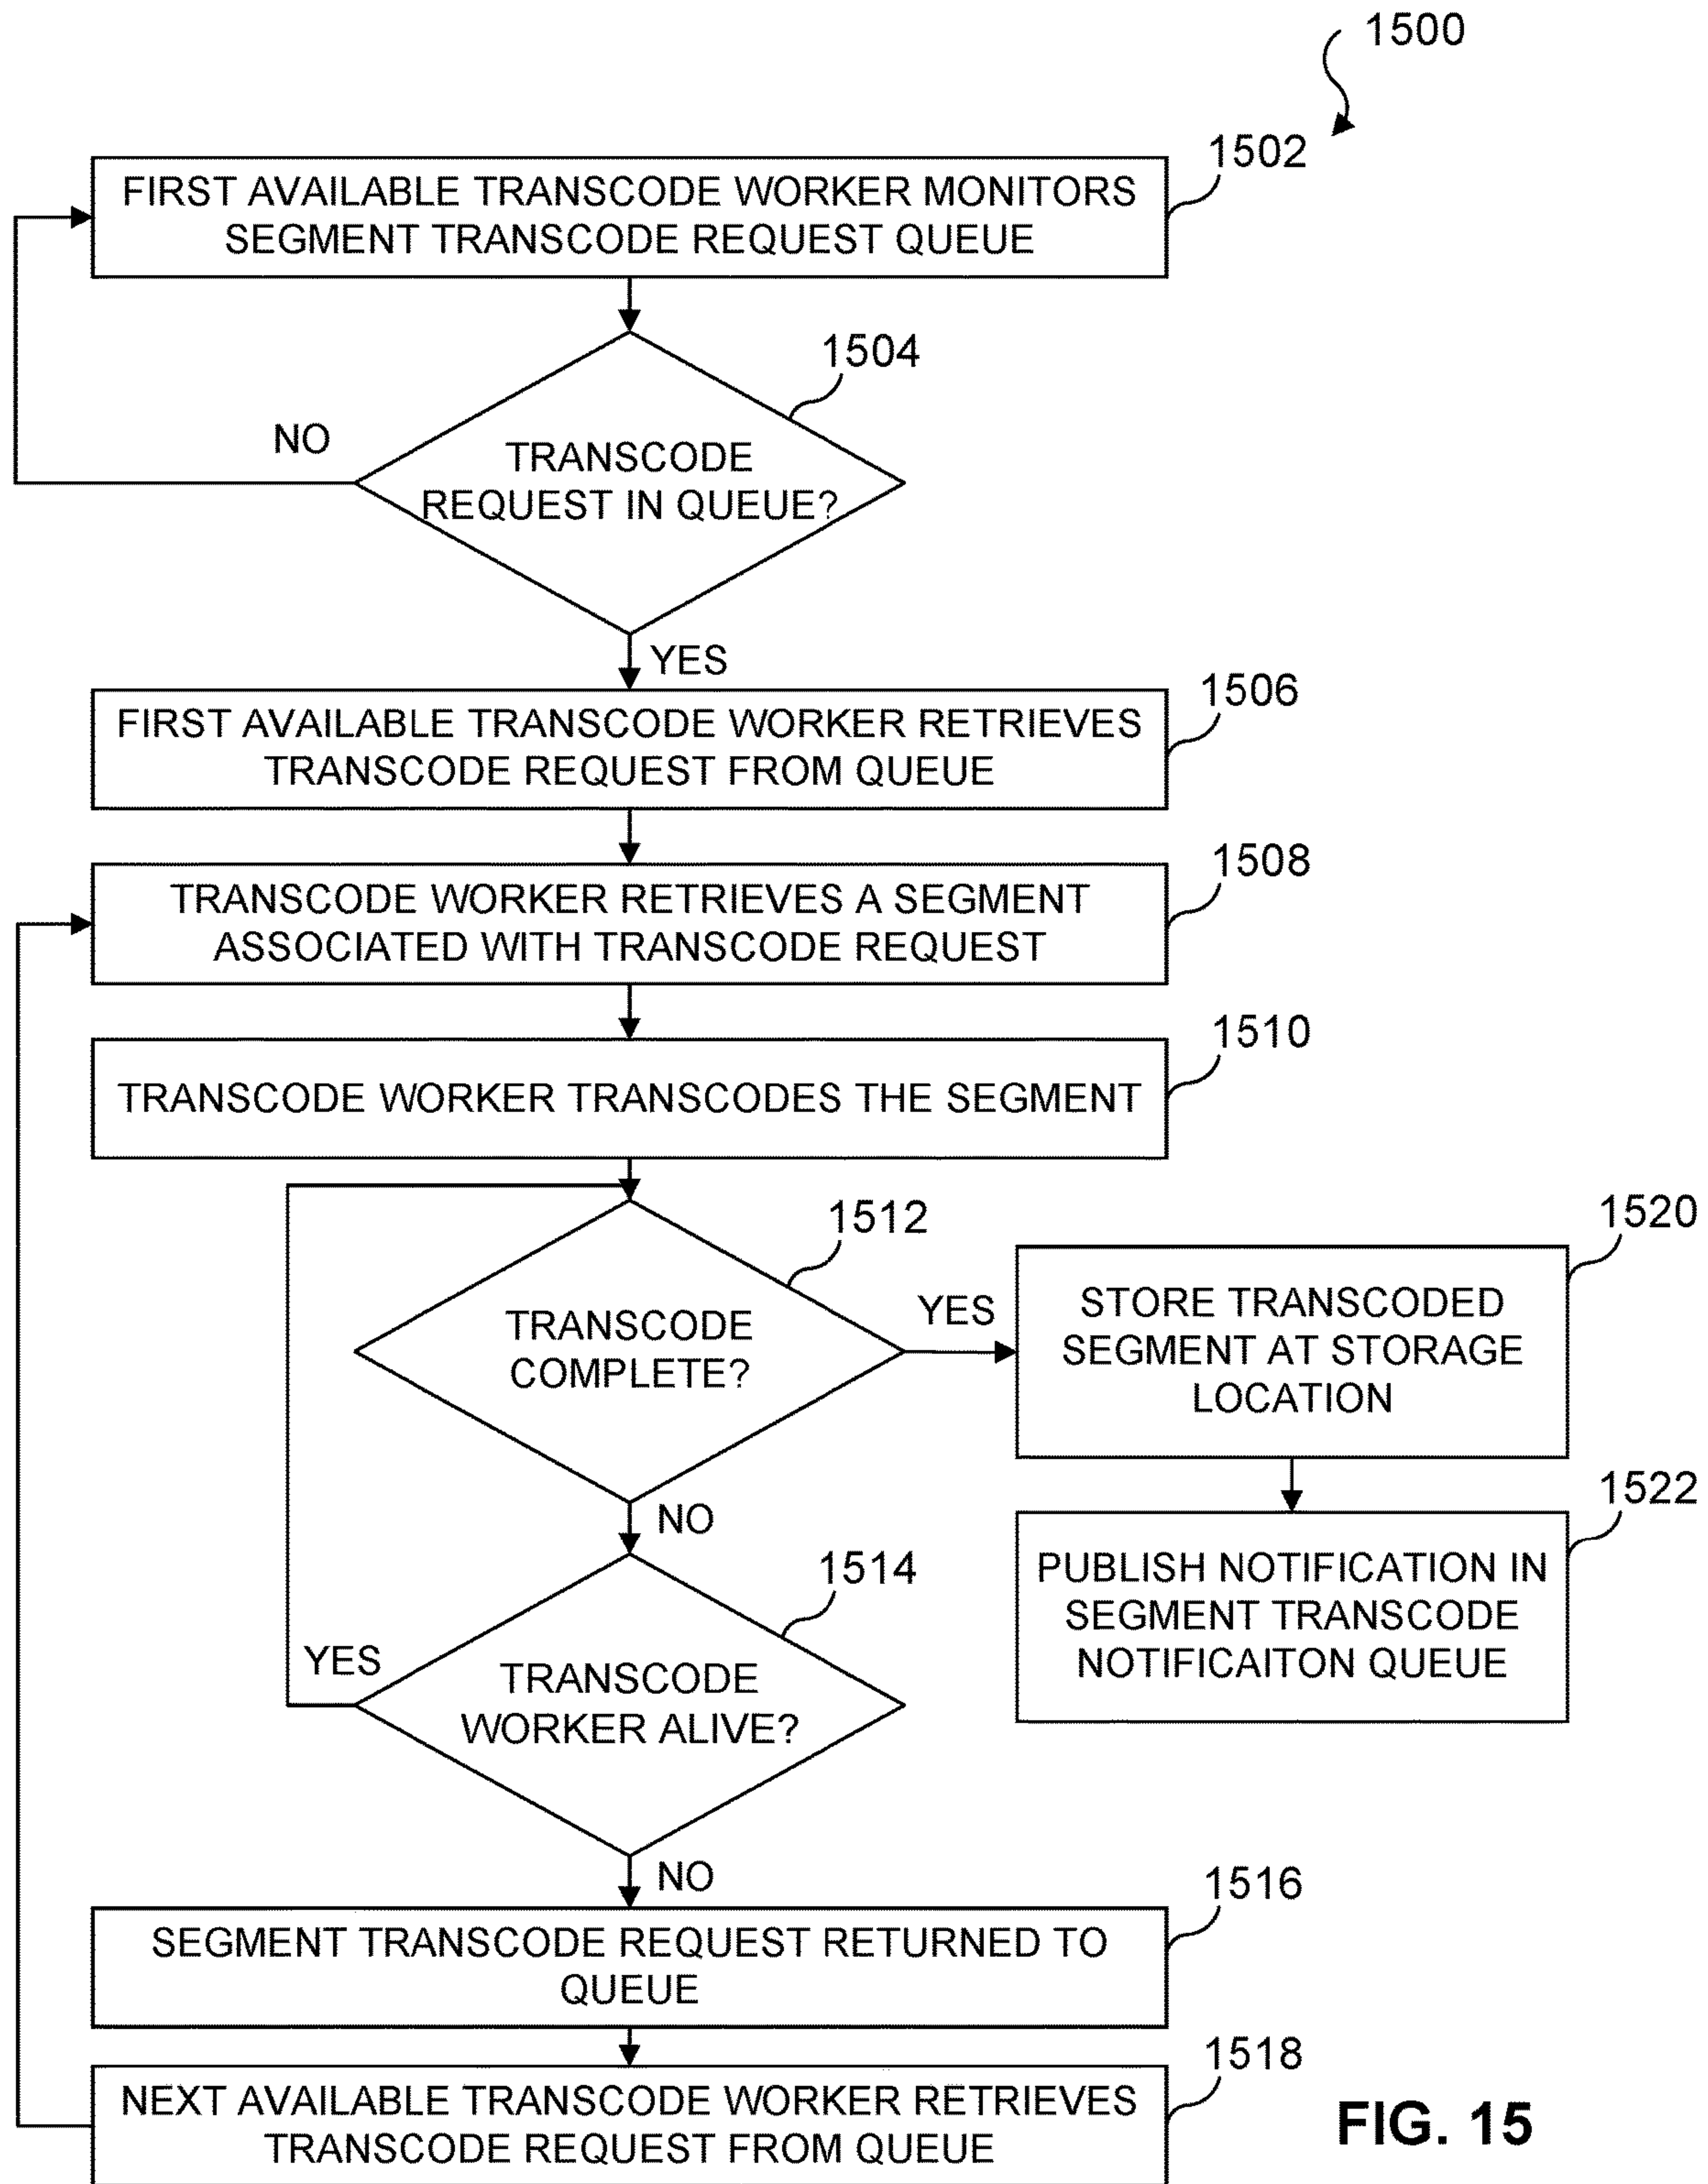 1500
1502
FIRST AVAILABLE TRANSCODE WORKER MONITORS
SEGMENT TRANSCODE REQUEST QUEUE
1504
NO
TRANSCODE
REQUEST IN QUEUE?
YES
1506
FIRST AVAILABLE TRANSCODE WORKER RETRIEVES
TRANSCODE REQUEST FROM QUEUE
1508
TRANSCODE WORKER RETRIEVES A SEGMENT
ASSOCIATED WITH TRANSCODE REQUEST
1510
TRANSCODE WORKER TRANSCODES THE SEGMENT
1512
TRANSCODE
COMPLETE?
YES
1520
STORE TRANSCODED
SEGMENT AT STORAGE
LOCATION
1522
PUBLISH NOTIFICATION IN
SEGMENT TRANSCODE
NOTIFICAITON QUEUE
NO
1514
YES
TRANSCODE
WORKER ALIVE?
NO
1516
SEGMENT TRANSCODE REQUEST RETURNED TO
QUEUE
1518
NEXT AVAILABLE TRANSCODE WORKER RETRIEVES
TRANSCODE REQUEST FROM QUEUE
FIG. 15